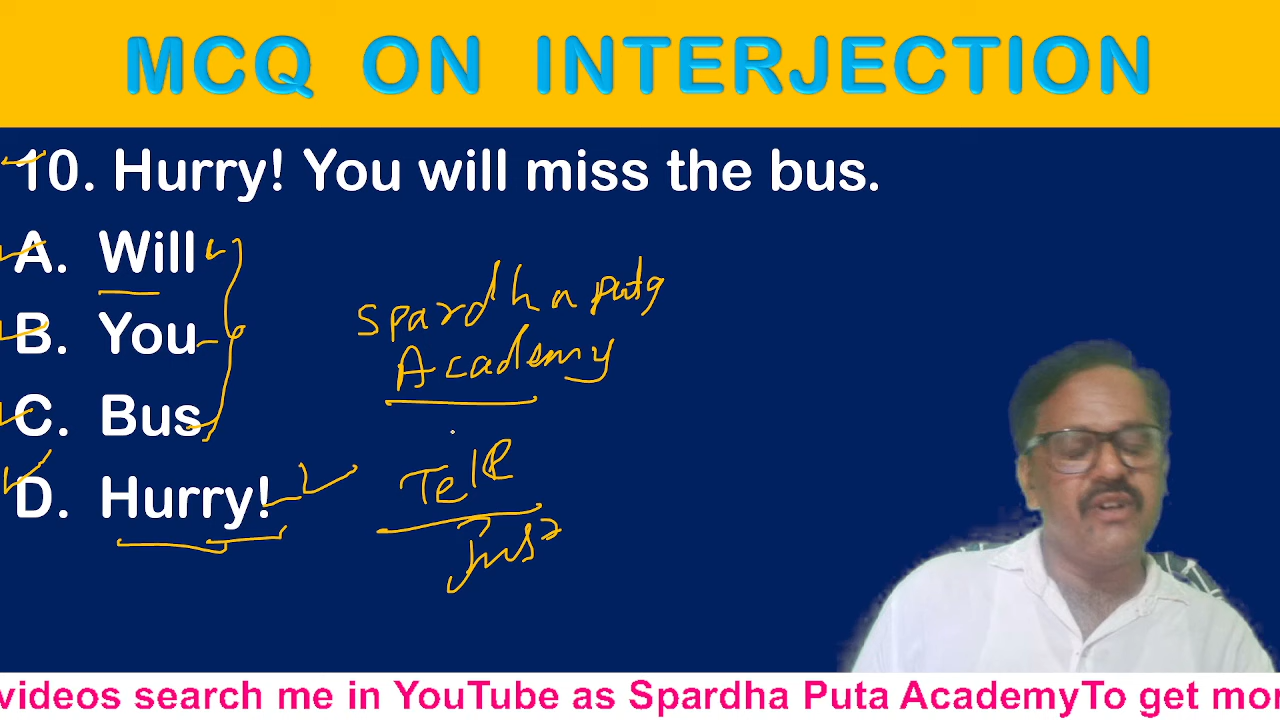 MCQ ON INTERJECTION
10. Hurry! You will miss the bus.
A. Will
B. You
C. Bus
D. Hurry!
Spardha puta
Academy
videos search me in YouTube as Spardha Puta AcademyTo get mor